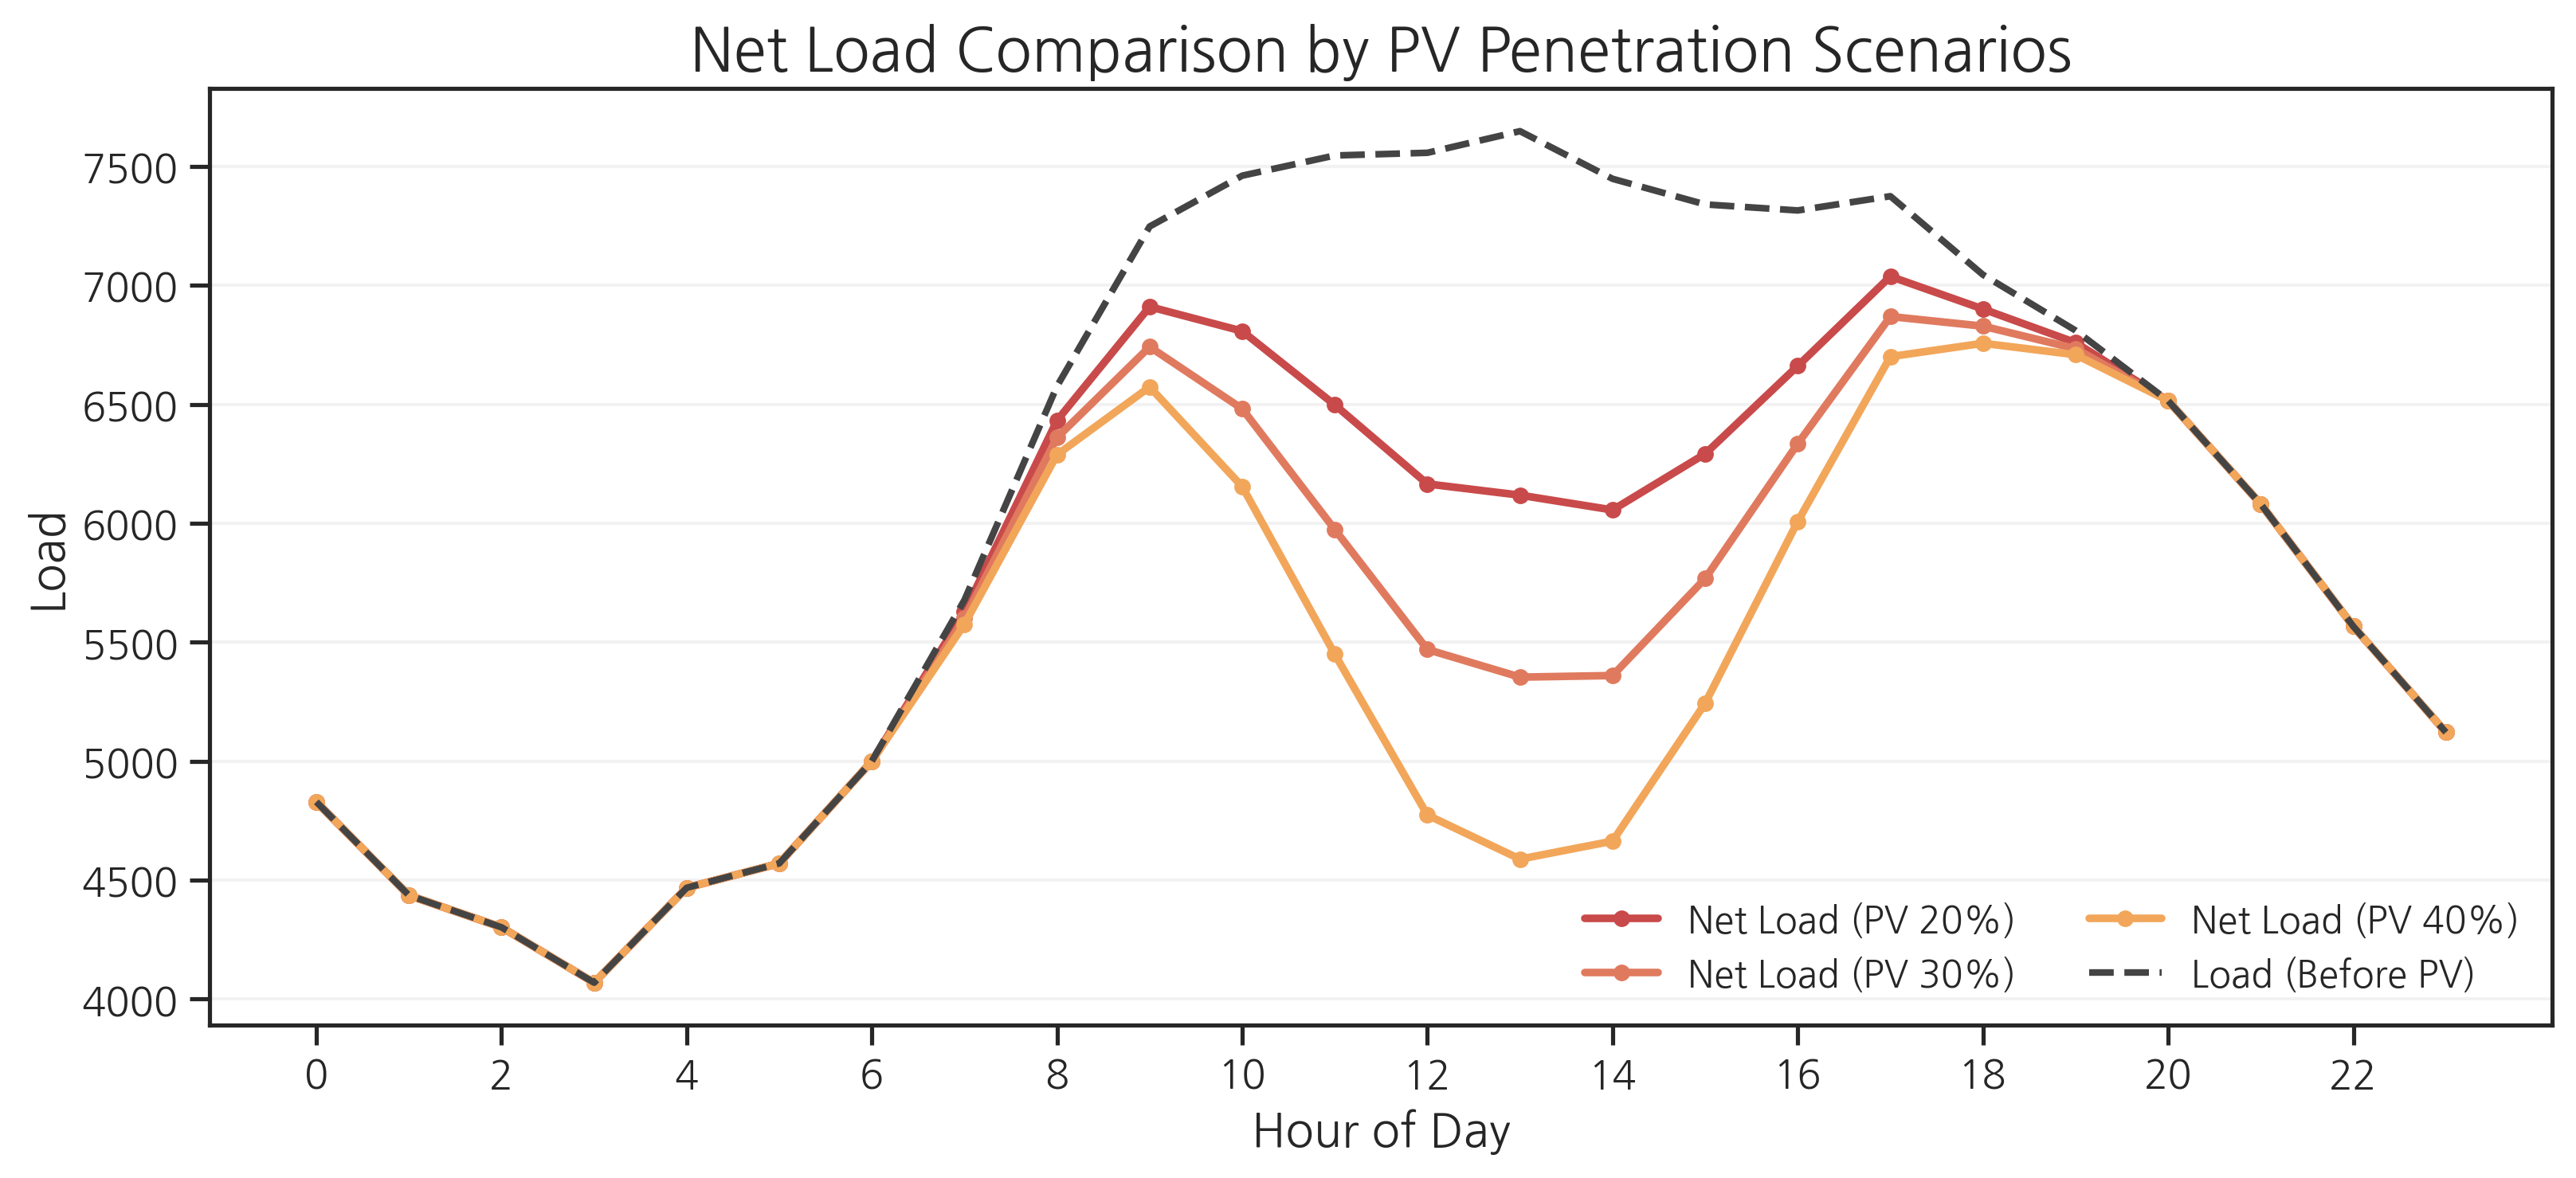 Net Load Comparison by PV Penetration Scenarios
Load
7500
7000
6500
6000
5500
5000
4500
4000
Net Load (PV 20%)
Net Load (PV 30%)
Net Load (PV 40%)
Load (Before PV)
0 2 4 6 8 10 12 14 16 18 20 22
Hour of Day